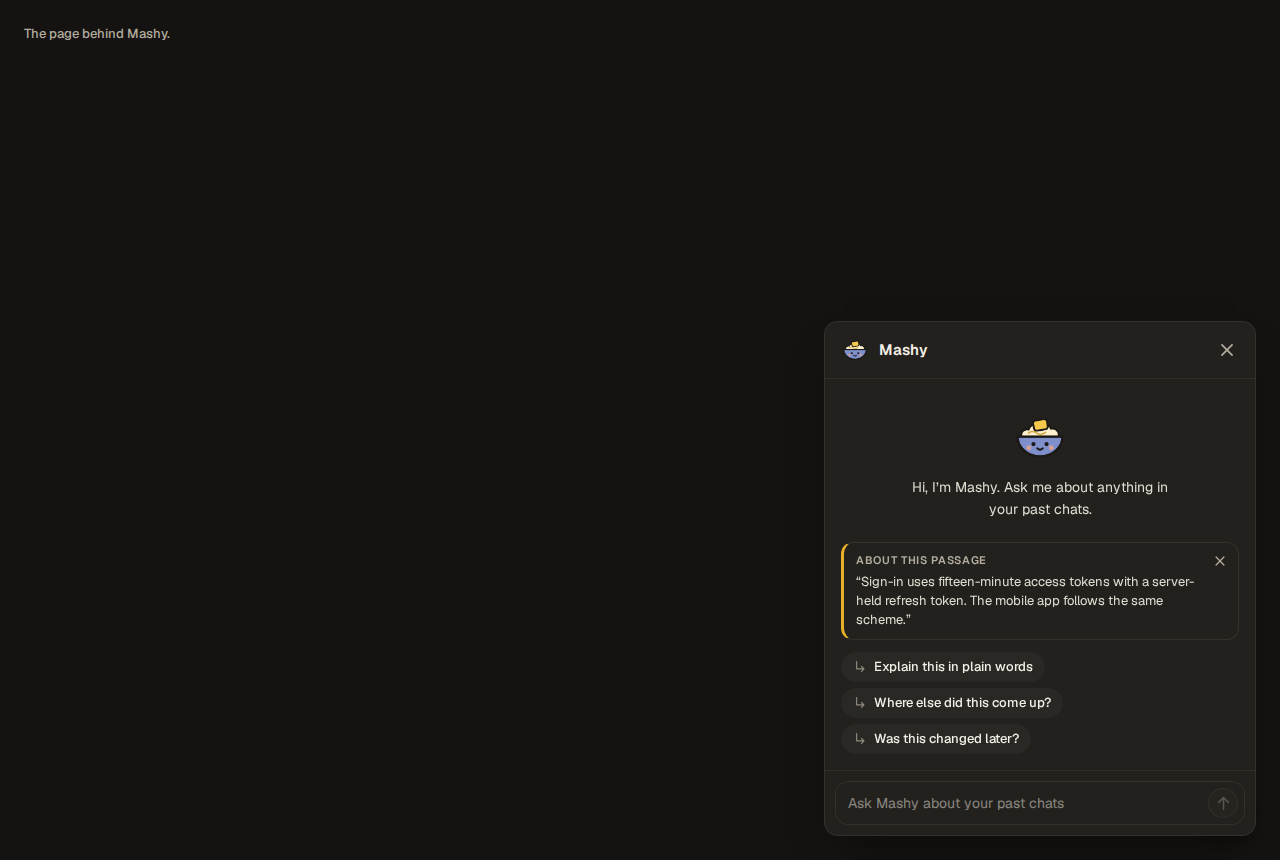 The page behind Mashy.
Mashy
Hi, I'm Mashy. Ask me about anything in
your past chats.
ABOUT THIS PASSAGE
“Sign-in uses fifteen-minute access tokens with a server-
held refresh token. The mobile app follows the same
scheme.”
Explain this in plain words
Where else did this come up?
Was this changed later?
Ask Mashy about your past chats